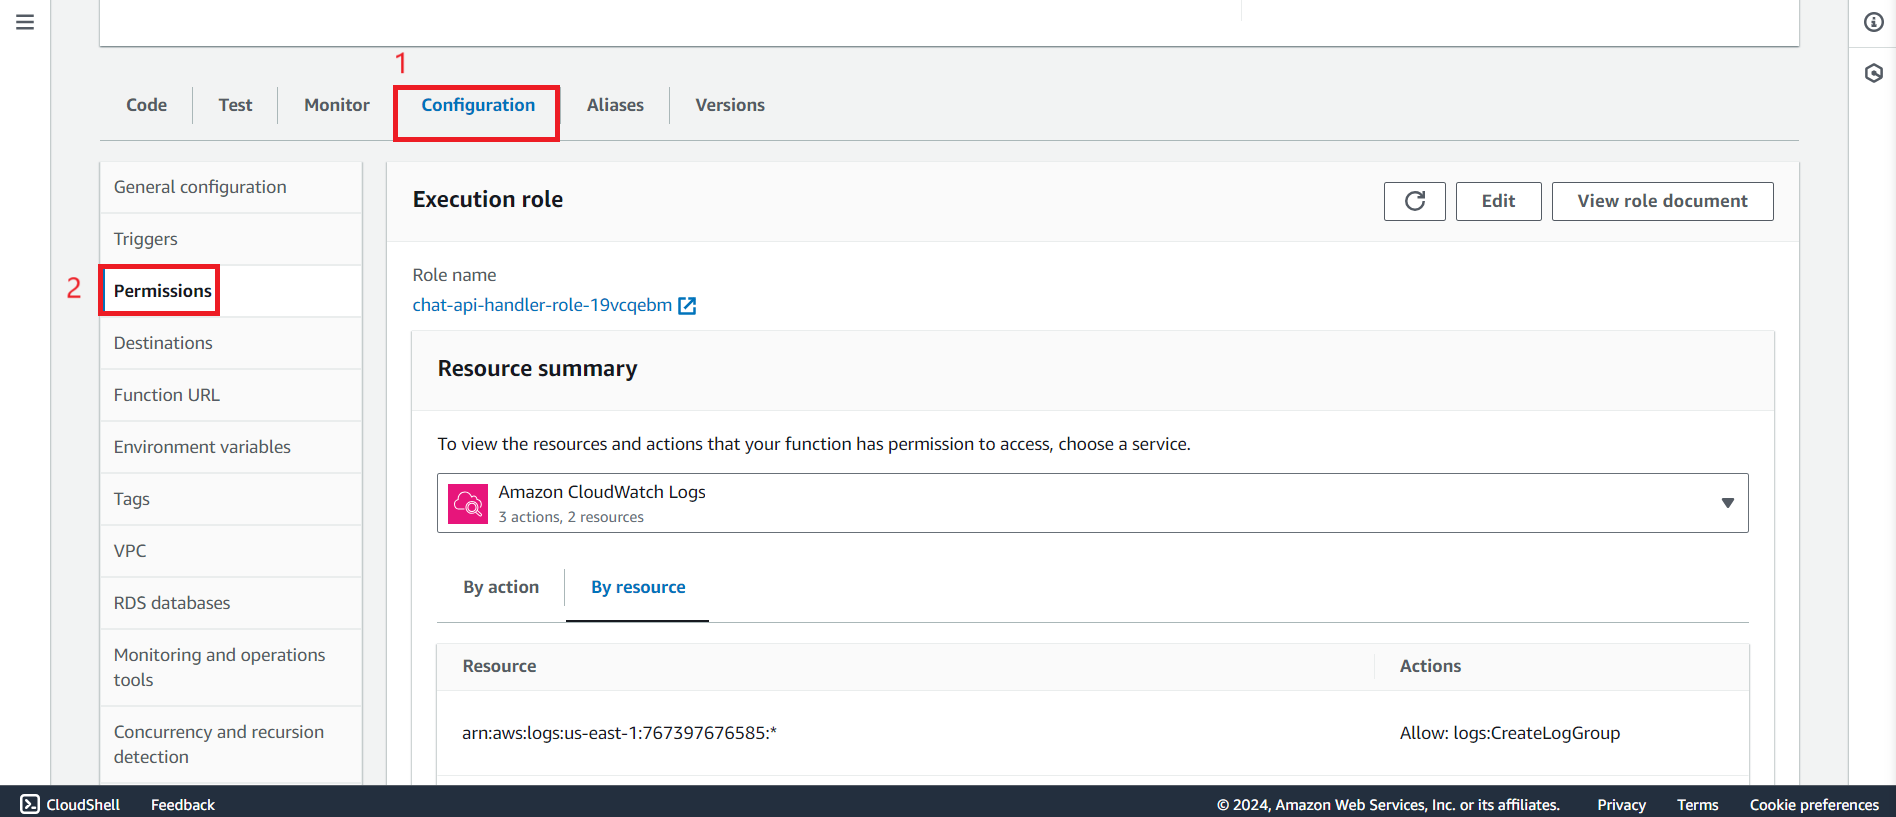 1
Code
Test
Monitor
Configuration
Aliases
Versions
General configuration
Triggers
2
Permissions
Destinations
Function URL
Environment variables
Tags
VPC
RDS databases
Monitoring and operations
tools
Concurrency and recursion
detection
Execution role
Edit
View role document
Role name
chat-api-handler-role-19vcqebm
Resource summary
To view the resources and actions that your function has permission to access, choose a service.
Amazon CloudWatch Logs
3 actions, 2 resources
By action
By resource
Resource
Actions
arn:aws:logs:us-east-1:767397676585:*
Allow: logs:CreateLogGroup
CloudShell
Feedback
© 2024, Amazon Web Services, Inc. or its affiliates.
Privacy
Terms
Cookie preferences